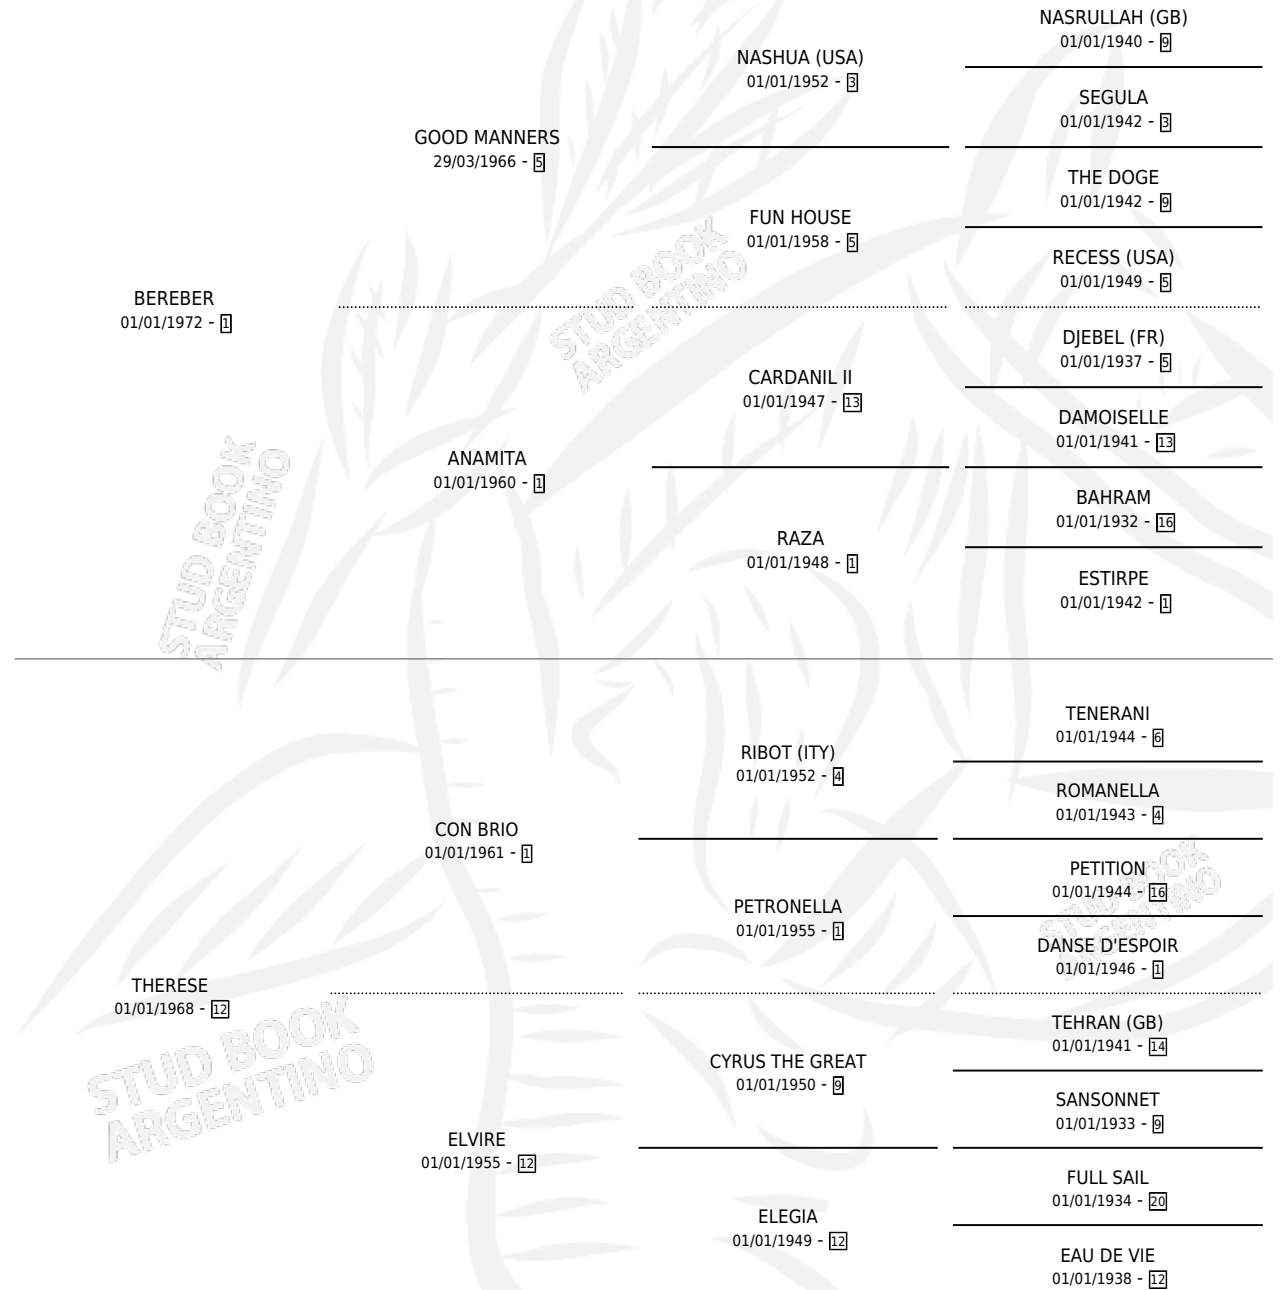 NASRULLAH (GB)
01/01/1940 - 9
NASHUA (USA)
01/01/1952 - 3
SEGULA
01/01/1942 - 3
GOOD MANNERS
29/03/1966 - 5
THE DOGE
01/01/1942 - 9
FUN HOUSE
01/01/1958 - 5
RECESS (USA)
01/01/1949 - 5
BEREBER
01/01/1972 - 1
DJEBEL (FR)
01/01/1937 - 5
CARDANIL II
01/01/1947 - 13
DAMOISELLE
01/01/1941 - 13
ANAMITA
01/01/1960 - 1
BAHRAM
01/01/1932 - 16
RAZA
01/01/1948 - 1
ESTIRPE
01/01/1942 - 1
TENERANI
01/01/1944 - 6
RIBOT (ITY)
01/01/1952 - 4
ROMANELLA
01/01/1943 - 4
CON BRIO
01/01/1961 - 1
PETITION
01/01/1944 - 16
PETRONELLA
01/01/1955 - 1
DANSE D'ESPOIR
01/01/1946 - 1
THERESE
01/01/1968 - 12
TEHRAN (GB)
01/01/1941 - 14
CYRUS THE GREAT
01/01/1950 - 9
SANSONNET
01/01/1933 - 9
ELVIRE
01/01/1955 - 12
FULL SAIL
01/01/1934 - 20
ELEGIA
01/01/1949 - 12
EAU DE VIE
01/01/1938 - 12
STUD BOOK
ARGENTINO
STUD BOOK
ARGENTINO
STUD BOOK
ARGENTINO
STUD BOOK
ARGENTINO